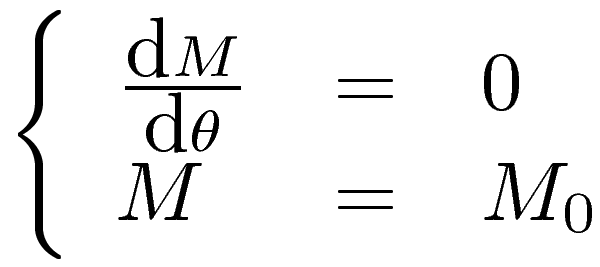 dM/dθ = 0
M = M₀